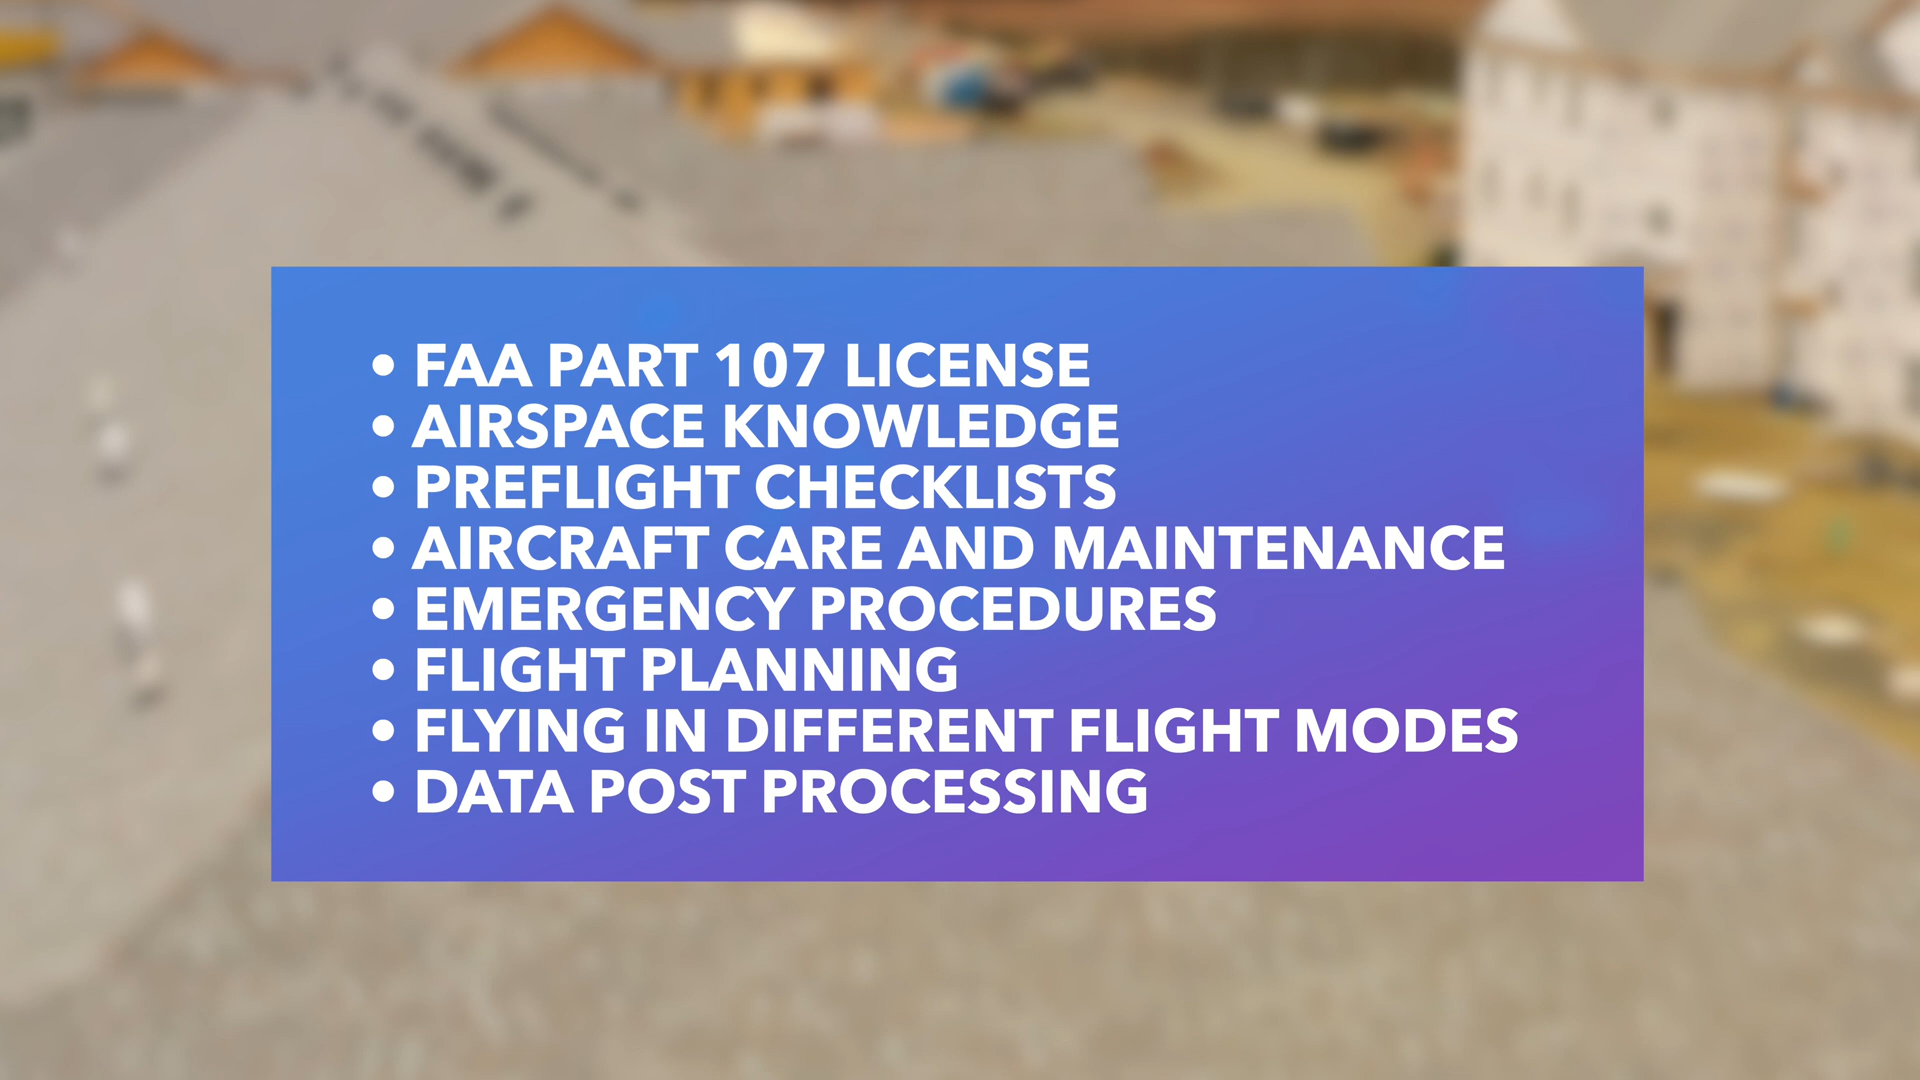 • FAA PART 107 LICENSE
• AIRSPACE KNOWLEDGE
• PREFLIGHT CHECKLISTS
• AIRCRAFT CARE AND MAINTENANCE
• EMERGENCY PROCEDURES
• FLIGHT PLANNING
• FLYING IN DIFFERENT FLIGHT MODES
• DATA POST PROCESSING